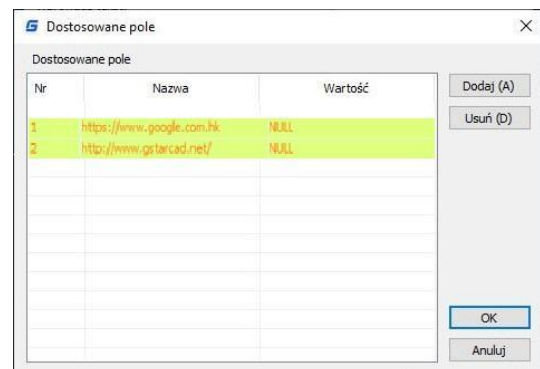 Dostosowane pole
Dostosowane pole
Nr Nazwa Wartość
Dodaj (A)
Usuń (D)
1 https://www.google.com.hk NULL
2 http://www.gstarcad.net/ NULL
OK
Anuluj